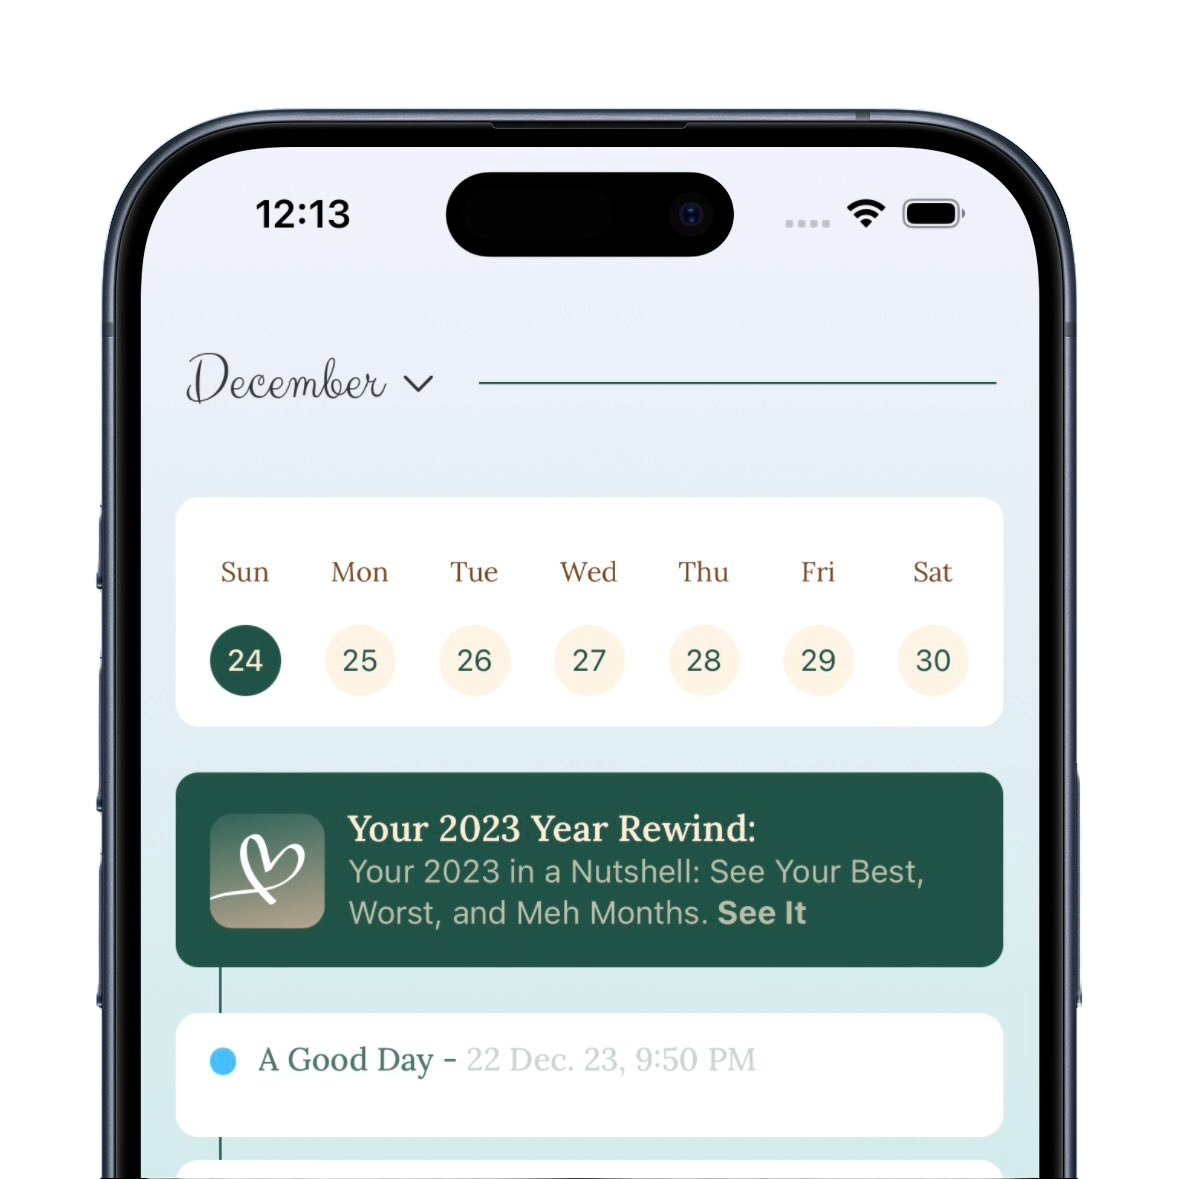 12:13
December
Sun Mon Tue Wed Thu Fri Sat
24 25 26 27 28 29 30
Your 2023 Year Rewind:
Your 2023 in a Nutshell: See Your Best,
Worst, and Meh Months. See It
A Good Day - 22 Dec. 23, 9:50 PM